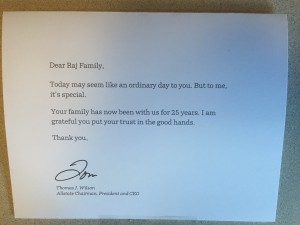 Dear Raj Family,
Today may seem like an ordinary day to you. But to me,
it's special.
Your family has now been with us for 25 years. I am
grateful you put your trust in the good hands.
Thank you,
Tom
Thomas J. Wilson
Allstate Chairman, President and CEO